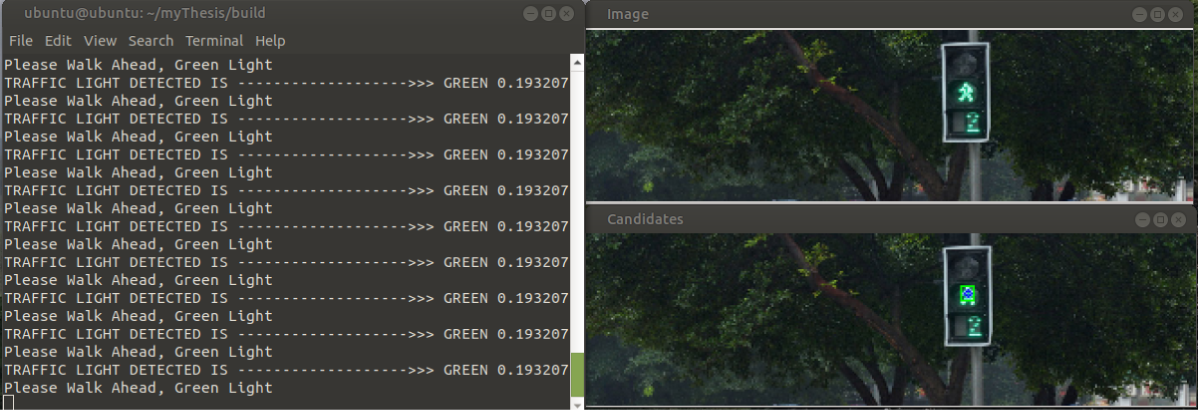 ubuntu@ubuntu: ~/myThesis/build
File Edit View Search Terminal Help
Please Walk Ahead, Green Light
TRAFFIC LIGHT DETECTED IS -------------------->>> GREEN 0.193207
Please Walk Ahead, Green Light
TRAFFIC LIGHT DETECTED IS -------------------->>> GREEN 0.193207
Please Walk Ahead, Green Light
TRAFFIC LIGHT DETECTED IS -------------------->>> GREEN 0.193207
Please Walk Ahead, Green Light
TRAFFIC LIGHT DETECTED IS -------------------->>> GREEN 0.193207
Please Walk Ahead, Green Light
TRAFFIC LIGHT DETECTED IS -------------------->>> GREEN 0.193207
Please Walk Ahead, Green Light
TRAFFIC LIGHT DETECTED IS -------------------->>> GREEN 0.193207
Please Walk Ahead, Green Light
TRAFFIC LIGHT DETECTED IS -------------------->>> GREEN 0.193207
Please Walk Ahead, Green Light
TRAFFIC LIGHT DETECTED IS -------------------->>> GREEN 0.193207
Please Walk Ahead, Green Light
TRAFFIC LIGHT DETECTED IS -------------------->>> GREEN 0.193207
Please Walk Ahead, Green Light
Image
2
Candidates
2